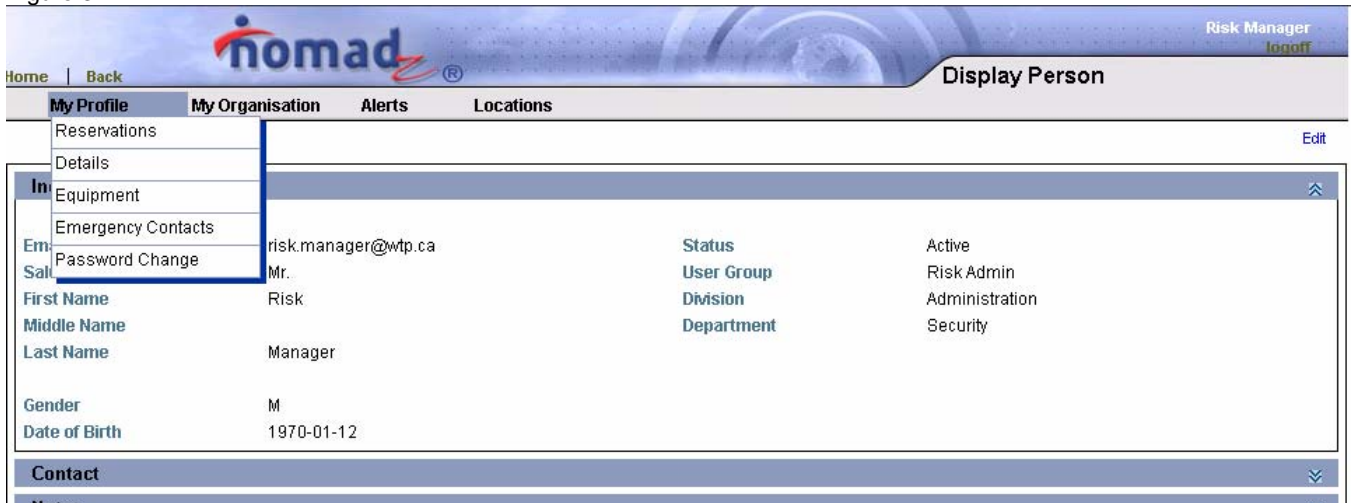 Risk Manager
logoff
nomad ®
Home | Back
Display Person
My Profile My Organisation Alerts Locations
Reservations
Edit
Details
Equipment
Emergency Contacts
risk.manager@wtp.ca Status Active
Password Change
Mr. User Group Risk Admin
First Name Risk Division Administration
Middle Name Department Security
Last Name Manager
Gender M
Date of Birth 1970-01-12
Contact